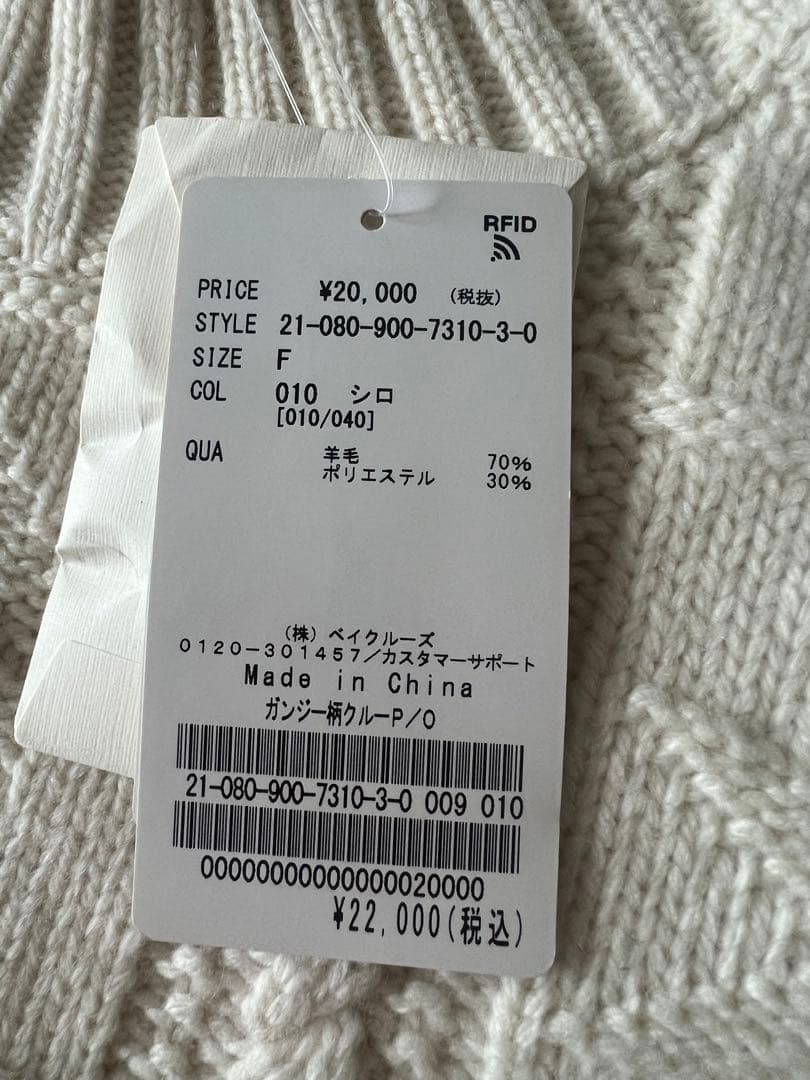 RFID
PRICE ¥20,000 (税抜)
STYLE 21-080-900-7310-3-0
SIZE F
COL 010 シロ
[010/040]
QUA 羊毛 70%
ポリエステル 30%
(株) ベイクルーズ
0120-301457/カスタマーサポート
Made in China
ガンジー柄クルーP/O
21-080-900-7310-3-0 009 010
00000000000000020000
¥22,000(税込)